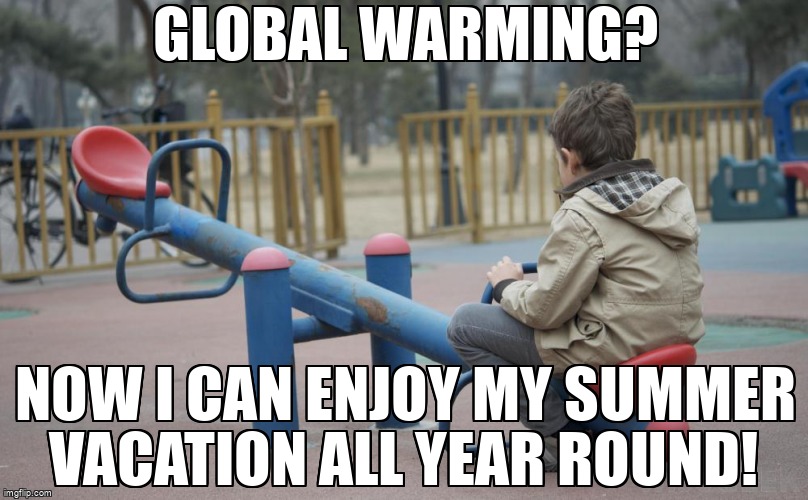 GLOBAL WARMING?
NOW I CAN ENJOY MY SUMMER
VACATION ALL YEAR ROUND!
imgflip.com